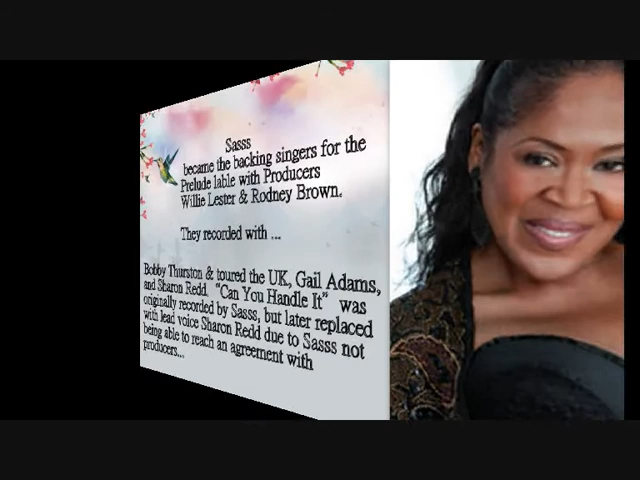 Sasss
became the backing singers for the
Prelude lable with Producers
Willie Lester & Rodney Brown.
They recorded with ...
Bobby Thurston & toured the UK, Gail Adams,
and Sharon Redd. "Can You Handle It" was
originally recorded by Sasss, but later replaced
with lead voice Sharon Redd due to Sasss not
being able to reach an agreement with
producers...